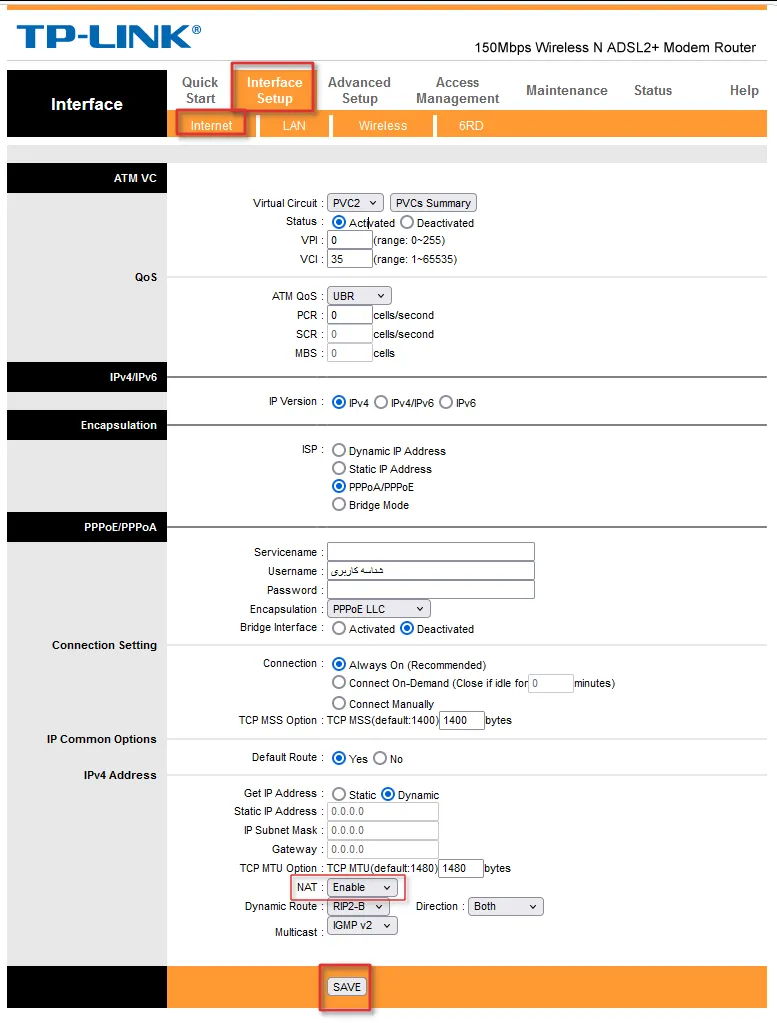 TP-LINK®
150Mbps Wireless N ADSL2+ Modem Router
Interface
Quick Start
Interface Setup
Advanced Setup
Access Management
Maintenance
Status
Help
Internet
LAN
Wireless
6RD
ATM VC
Virtual Circuit : PVC2 PVCs Summary
Status : Activated Deactivated
VPI : 0 (range: 0~255)
VCI : 35 (range: 1~65535)
QoS
ATM QoS : UBR
PCR : 0 cells/second
SCR : 0 cells/second
MBS : 0 cells
IPv4/IPv6
IP Version : IPv4 IPv4/IPv6 IPv6
Encapsulation
ISP : Dynamic IP Address
Static IP Address
PPPoA/PPPoE
Bridge Mode
PPPoE/PPPoA
Servicename :
Username : شناسه کاربری
Password :
Encapsulation : PPPoE LLC
Bridge Interface : Activated Deactivated
Connection Setting
Connection : Always On (Recommended)
Connect On-Demand (Close if idle for 0 minutes)
Connect Manually
TCP MSS Option : TCP MSS(default:1400) 1400 bytes
IP Common Options
Default Route : Yes No
IPv4 Address
Get IP Address : Static Dynamic
Static IP Address : 0.0.0.0
IP Subnet Mask : 0.0.0.0
Gateway : 0.0.0.0
TCP MTU Option : TCP MTU(default:1480) 1480 bytes
NAT : Enable
Dynamic Route : RIP2-B Direction : Both
Multicast : IGMP v2
SAVE